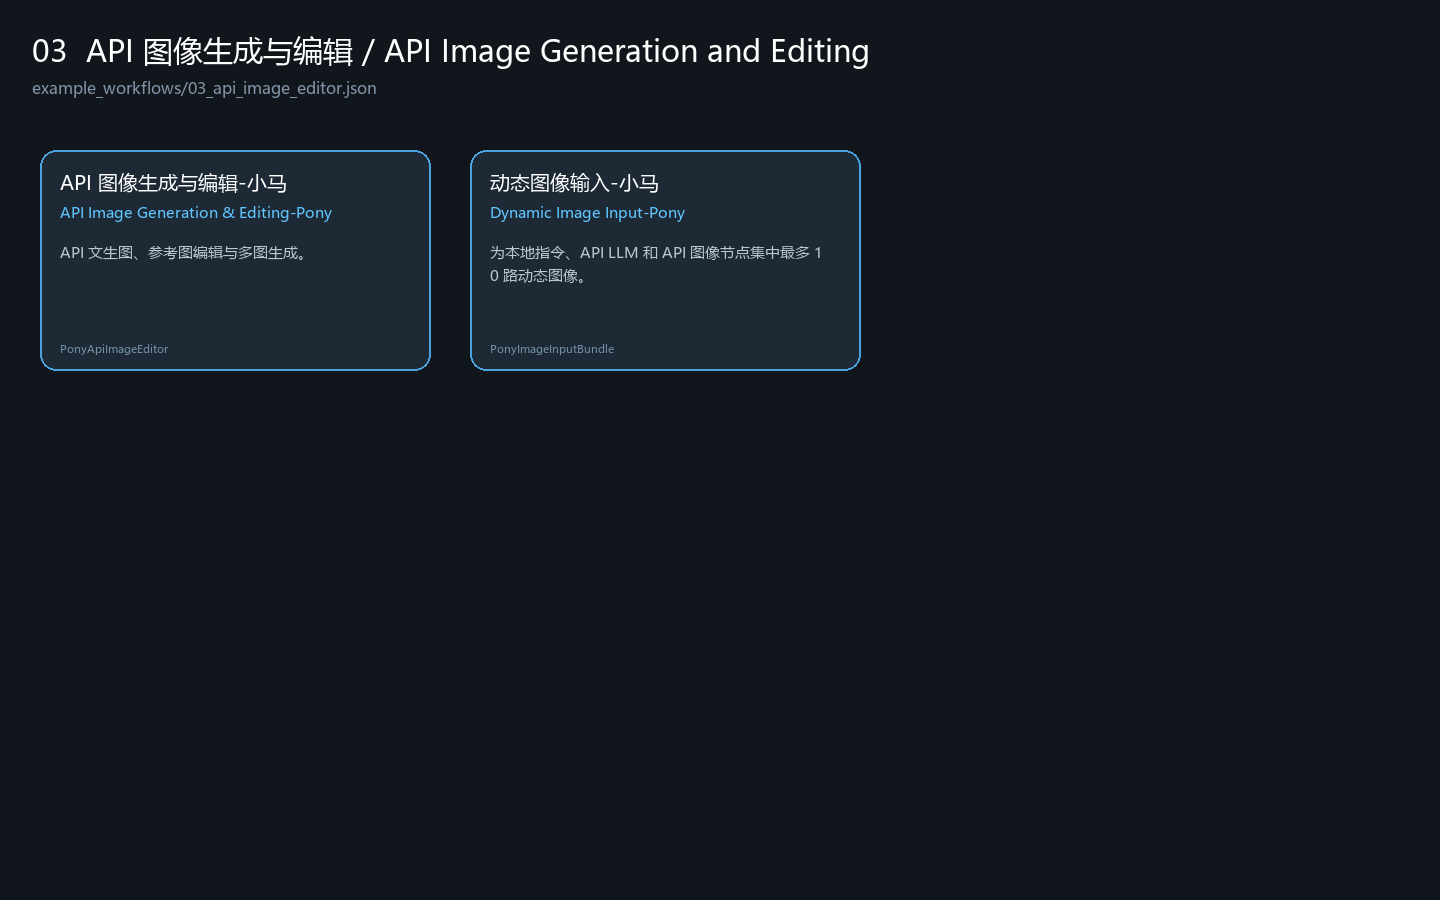 03 API 图像生成与编辑 / API Image Generation and Editing
example_workflows/03_api_image_editor.json
API 图像生成与编辑-小马
API Image Generation & Editing-Pony
API 文生图、参考图编辑与多图生成。
PonyApiImageEditor
动态图像输入-小马
Dynamic Image Input-Pony
为本地指令、API LLM 和 API 图像节点集中最多 1
0 路动态图像。
PonyImageInputBundle